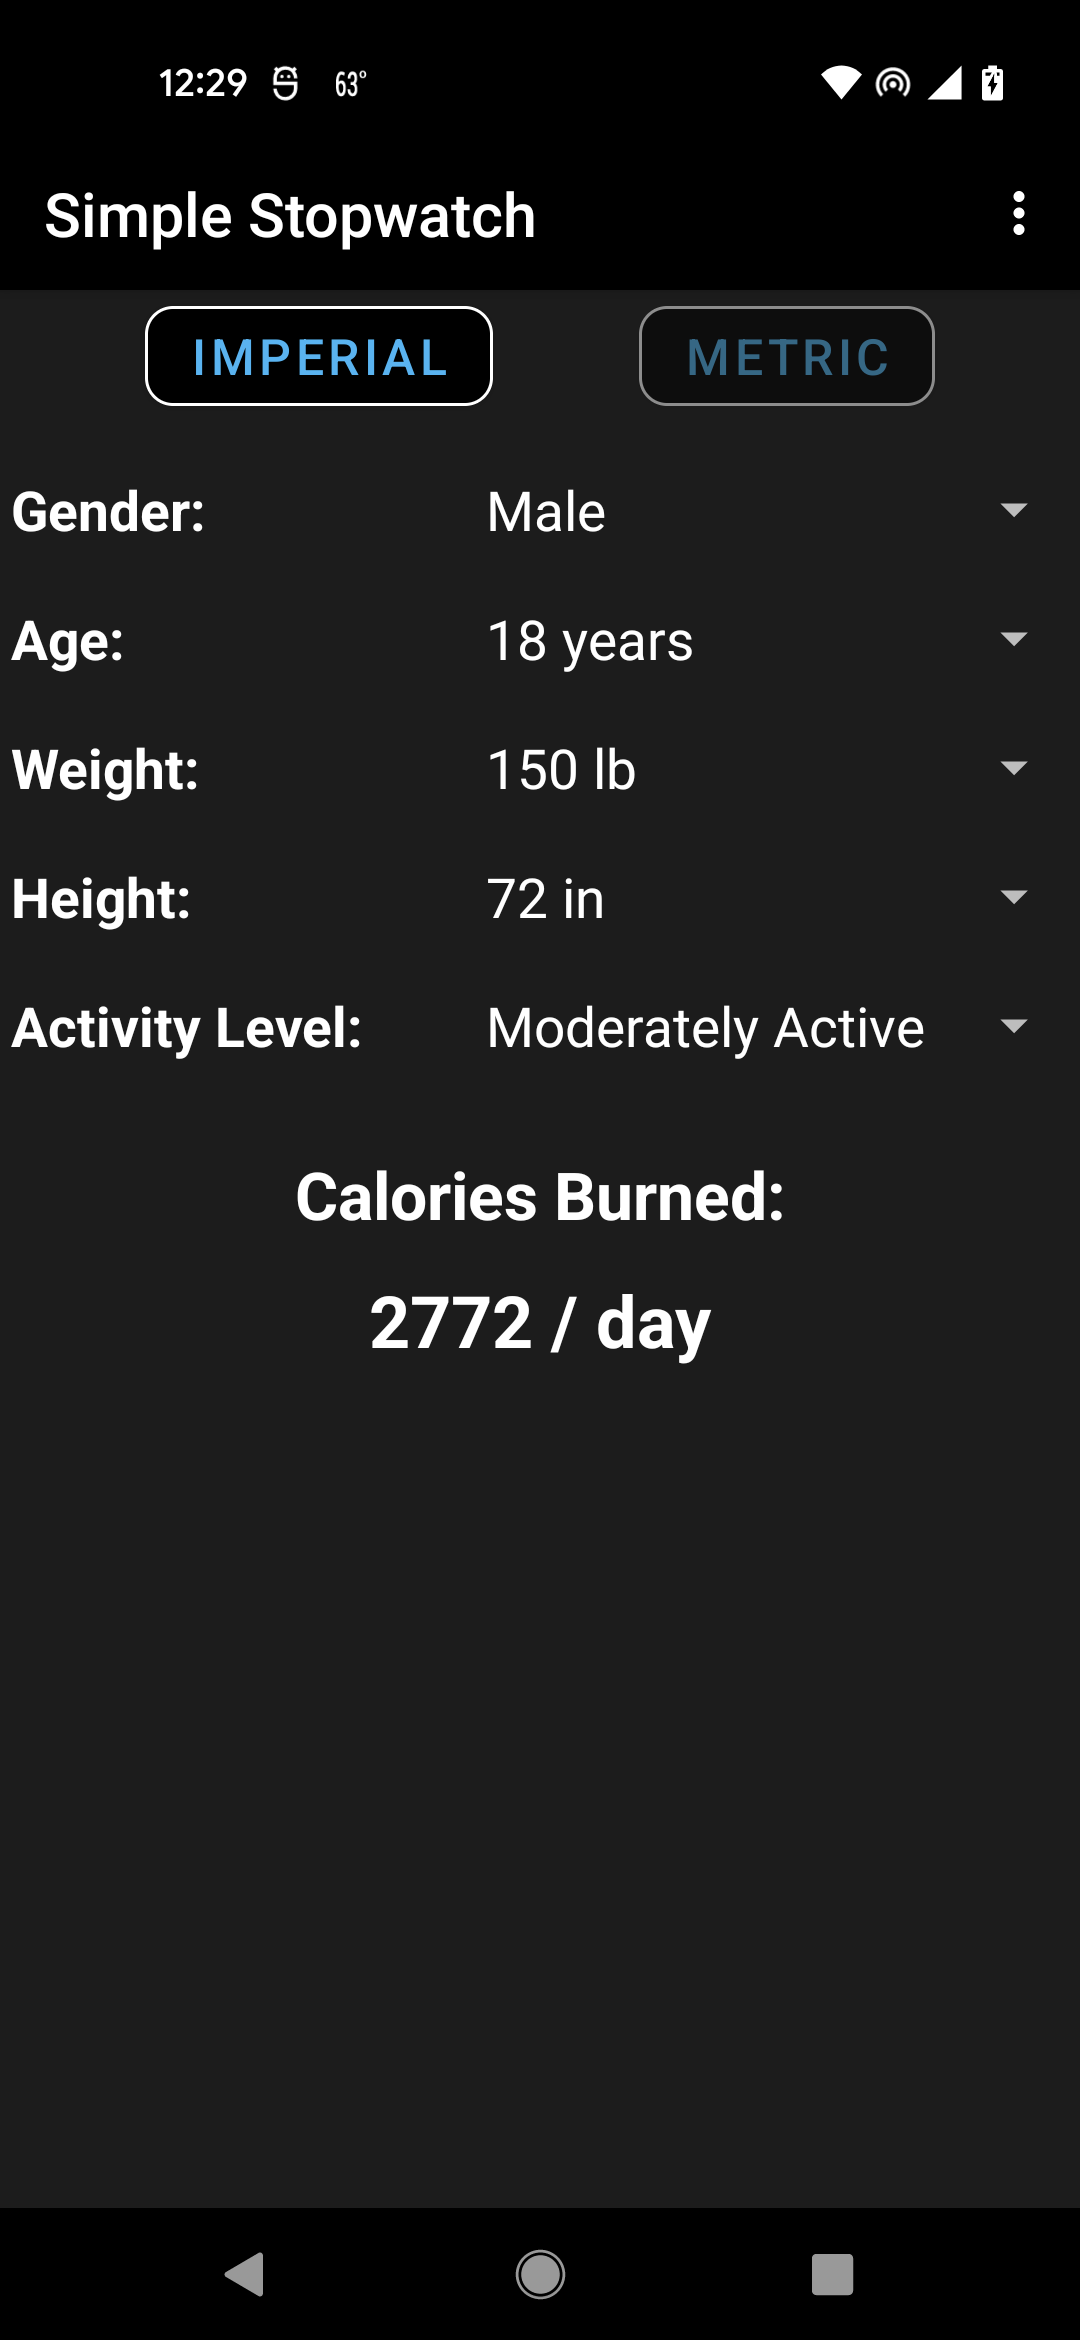 12:29 63°
Simple Stopwatch
IMPERIAL METRIC
Gender: Male
Age: 18 years
Weight: 150 lb
Height: 72 in
Activity Level: Moderately Active
Calories Burned:
2772 / day